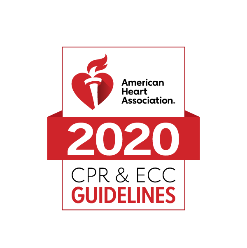 American
Heart
Association.
2020
CPR & ECC
GUIDELINES